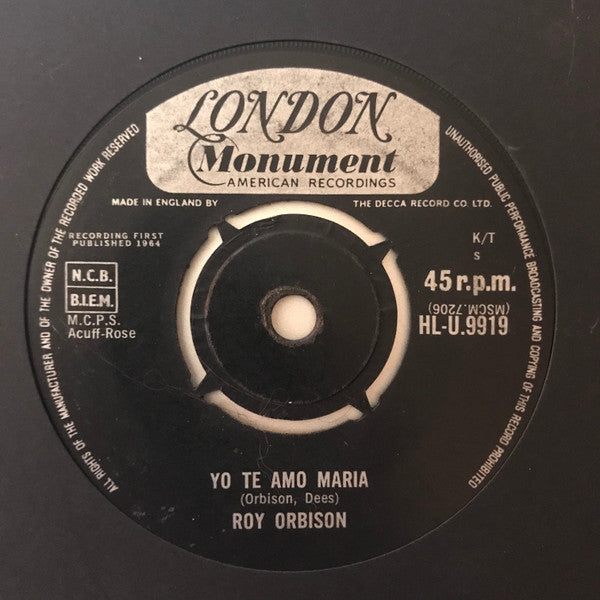 LONDON
Monument
AMERICAN RECORDINGS
MADE IN ENGLAND BY THE DECCA RECORD CO. LTD.
ALL RIGHTS OF THE MANUFACTURER AND OF THE OWNER OF THE RECORDED WORK RESERVED
UNAUTHORISED PUBLIC PERFORMANCE BROADCASTING AND COPYING OF THIS RECORD PROHIBITED
RECORDING FIRST
PUBLISHED 1964
N.C.B.
B.I.E.M.
M.C.P.S.
Acuff-Rose
K/T
s
45 r.p.m.
(MSCM.7206)
HL-U.9919
YO TE AMO MARIA
(Orbison, Dees)
ROY ORBISON